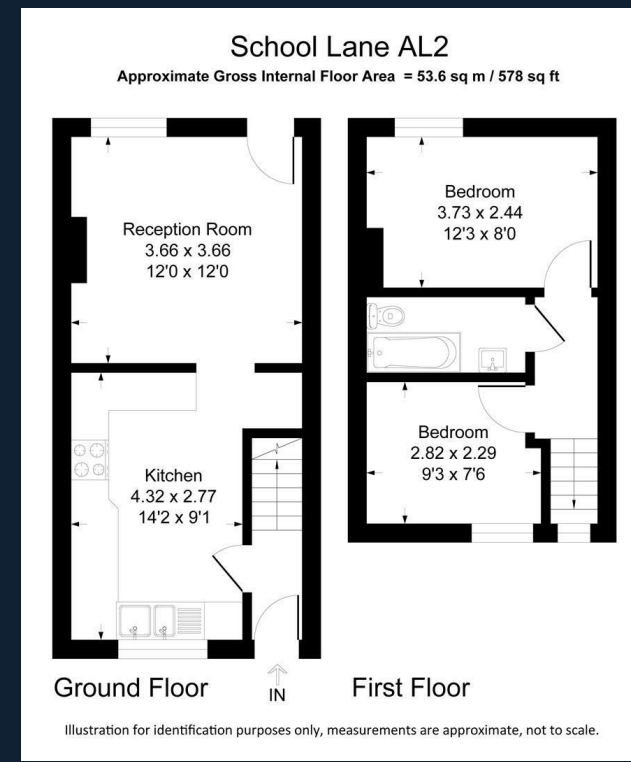 School Lane AL2
Approximate Gross Internal Floor Area = 53.6 sq m / 578 sq ft
Reception Room
3.66 x 3.66
12'0 x 12'0
Kitchen
4.32 x 2.77
14'2 x 9'1
Bedroom
3.73 x 2.44
12'3 x 8'0
Bedroom
2.82 x 2.29
9'3 x 7'6
Ground Floor
IN
First Floor
Illustration for identification purposes only, measurements are approximate, not to scale.